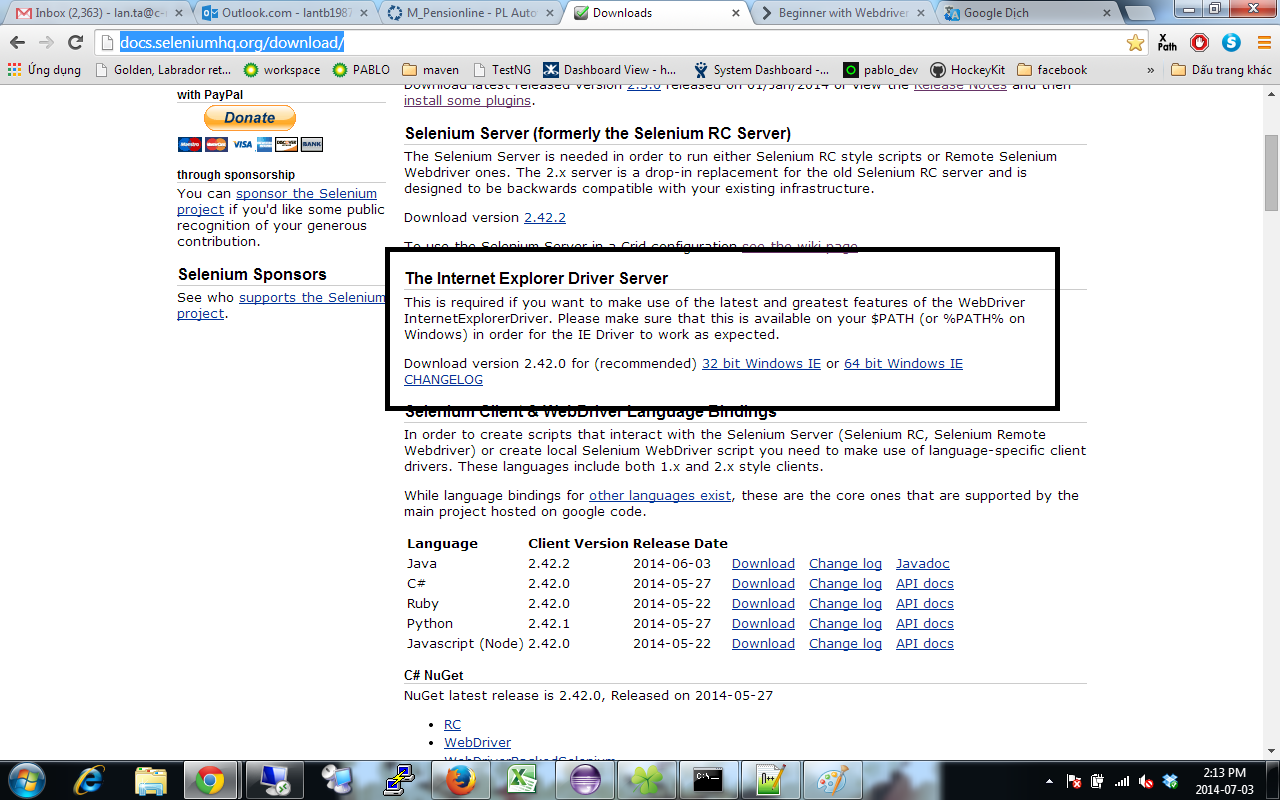 Inbox (2,363) - lan.ta@c-
Outlook.com - lantb1987
M_Pensionline - PL Auto
Downloads
Beginner with Webdriver
Google Dịch
docs.seleniumhq.org/download/
X Path
Ứng dụng
Golden, Labrador ret...
workspace
PABLO
maven
TestNG
Dashboard View - h...
System Dashboard -...
pablo_dev
HockeyKit
facebook
»
Dấu trang khác
with PayPal
Donate
Maestro
MasterCard
VISA
DISCOVER
BANK
through sponsorship
You can sponsor the Selenium
project if you'd like some public
recognition of your generous
contribution.
Selenium Sponsors
See who supports the Selenium
project.
Download latest released version 2.5.0 released on 01/Jan/2014 or view the Release Notes and then
install some plugins.
Selenium Server (formerly the Selenium RC Server)
The Selenium Server is needed in order to run either Selenium RC style scripts or Remote Selenium
Webdriver ones. The 2.x server is a drop-in replacement for the old Selenium RC server and is
designed to be backwards compatible with your existing infrastructure.
Download version 2.42.2
To use the Selenium Server in a Grid configuration see the wiki page.
The Internet Explorer Driver Server
This is required if you want to make use of the latest and greatest features of the WebDriver
InternetExplorerDriver. Please make sure that this is available on your $PATH (or %PATH% on
Windows) in order for the IE Driver to work as expected.
Download version 2.42.0 for (recommended) 32 bit Windows IE or 64 bit Windows IE
CHANGELOG
Selenium Client & WebDriver Language Bindings
In order to create scripts that interact with the Selenium Server (Selenium RC, Selenium Remote
Webdriver) or create local Selenium WebDriver script you need to make use of language-specific client
drivers. These languages include both 1.x and 2.x style clients.
While language bindings for other languages exist, these are the core ones that are supported by the
main project hosted on google code.
Language Client Version Release Date
Java 2.42.2 2014-06-03 Download Change log Javadoc
C# 2.42.0 2014-05-27 Download Change log API docs
Ruby 2.42.0 2014-05-22 Download Change log API docs
Python 2.42.1 2014-05-27 Download Change log API docs
Javascript (Node) 2.42.0 2014-05-22 Download Change log API docs
C# NuGet
NuGet latest release is 2.42.0, Released on 2014-05-27
• RC
• WebDriver
WebDriverBackedSelenium
2:13 PM
2014-07-03